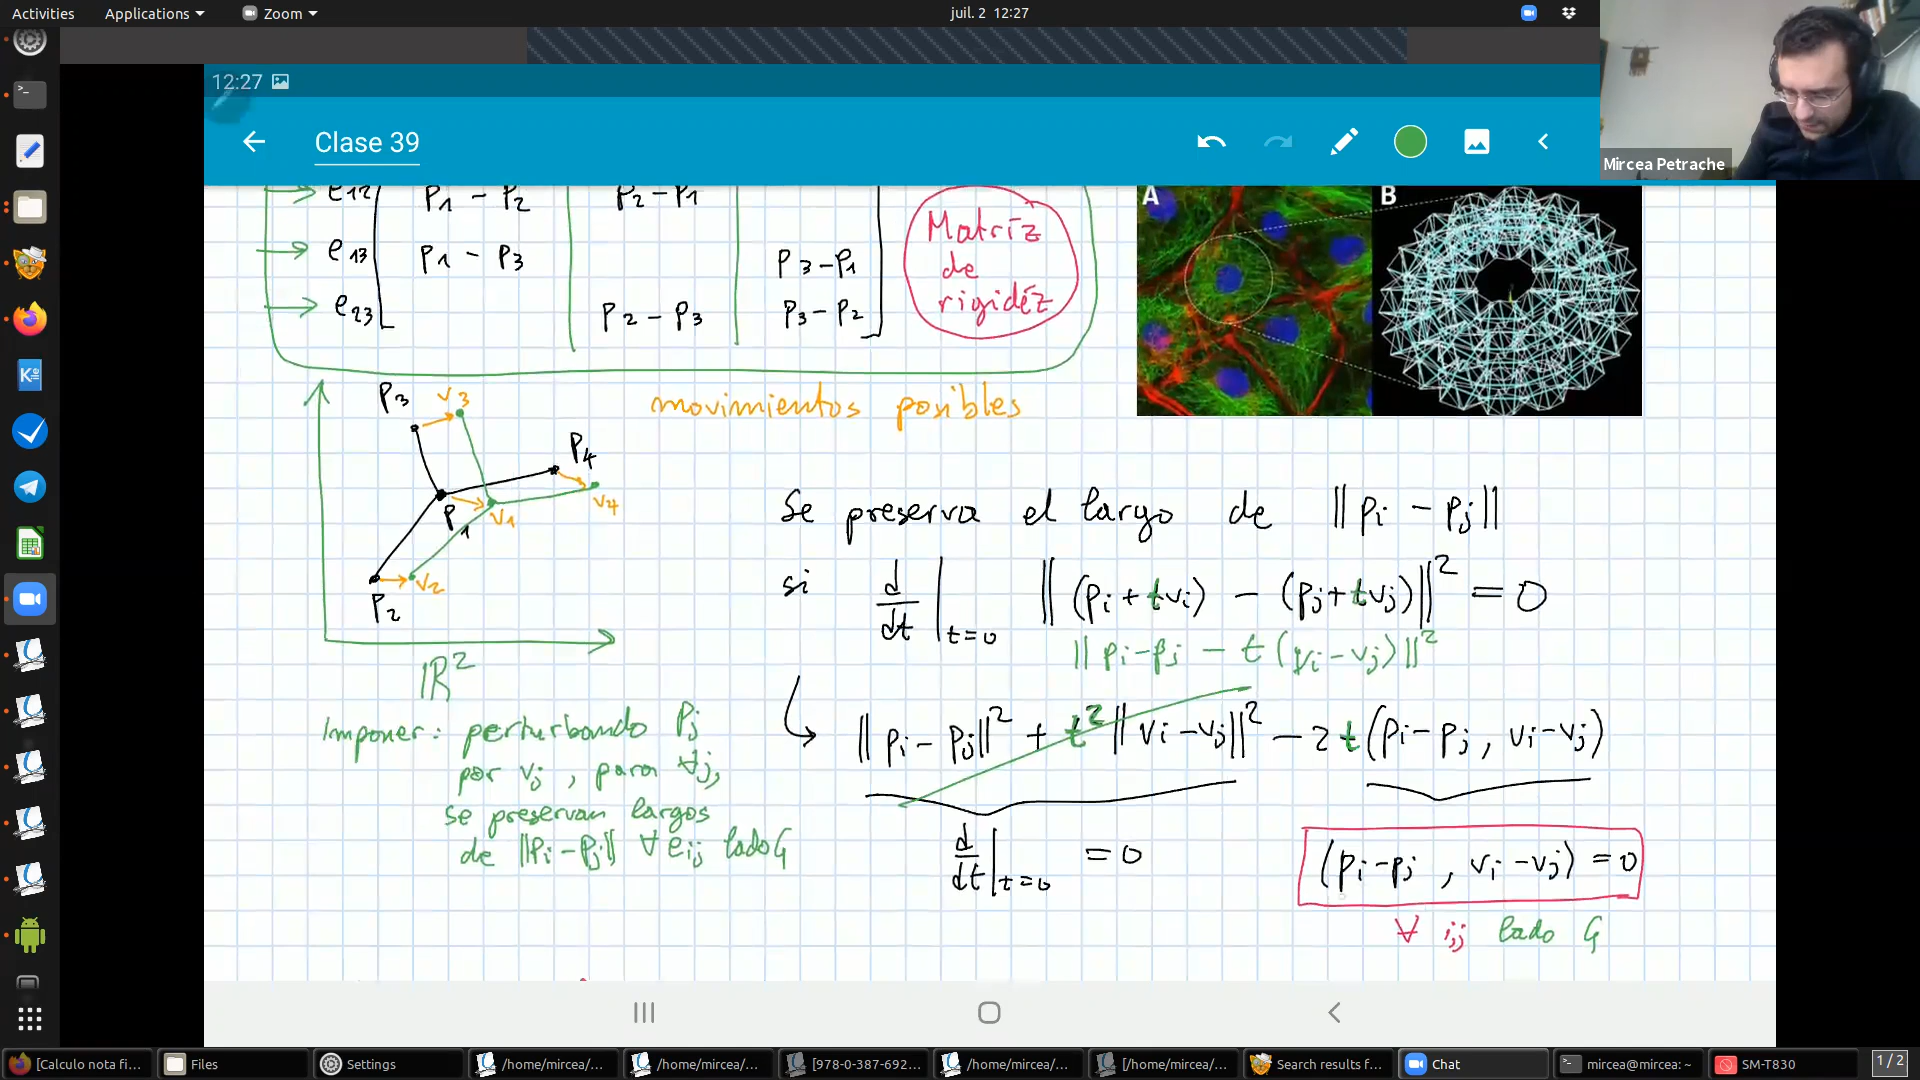 Activities Applications Zoom juil. 2 12:27
12:27
Clase 39
Mircea Petrache
e12 P1 - P2 P2 - P1
e13 P1 - P3 P3 - P1
e23 P2 - P3 P3 - P2
Matriz
de
rigidéz
A B
P3 v3
movimientos posibles
P4
v4
P1 v1
v2
P2
ℝ²
Se preserva el largo de ||pi - pj||
si d/dt|t=0 ||(pi + tvi) - (pj + tvj)||² = 0
||pi - pj - t(vi - vj)||²
||pi - pj||² + t² ||vi - vj||² - 2t(pi - pj, vi - vj)
d/dt|t=0 = 0
(pi - pj, vi - vj) = 0
∀ ij lado G
Imponer: perturbando Pj
por vj, para ∀j,
se preservan largos
de ||Pi - Pj|| ∀ eij lado G
[Calculo nota fi... Files Settings /home/mircea/... /home/mircea/... [978-0-387-692... /home/mircea/... [/home/mircea/... Search results f... Chat mircea@mircea: ~ SM-T830 1 / 2